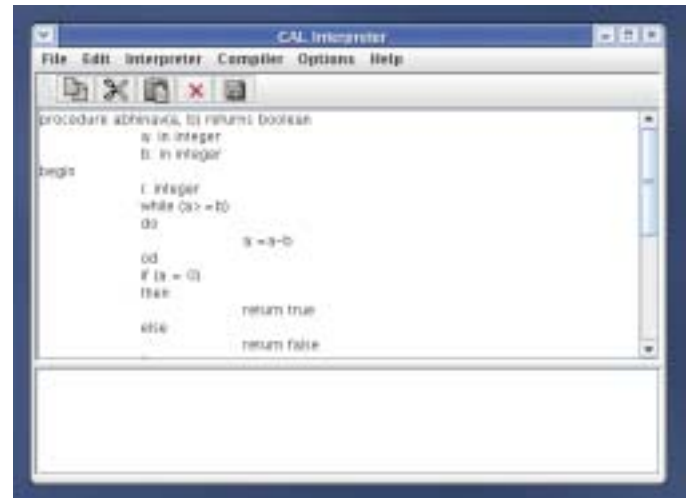 CAL Interpreter
File Edit Interpreter Compiler Options Help
procedure abhinav(a, b) returns boolean
a: in integer
b: in integer
begin
i: integer
while (a>=b)
do
a =a-b
od
if (a = 0)
then
return true
else
return false